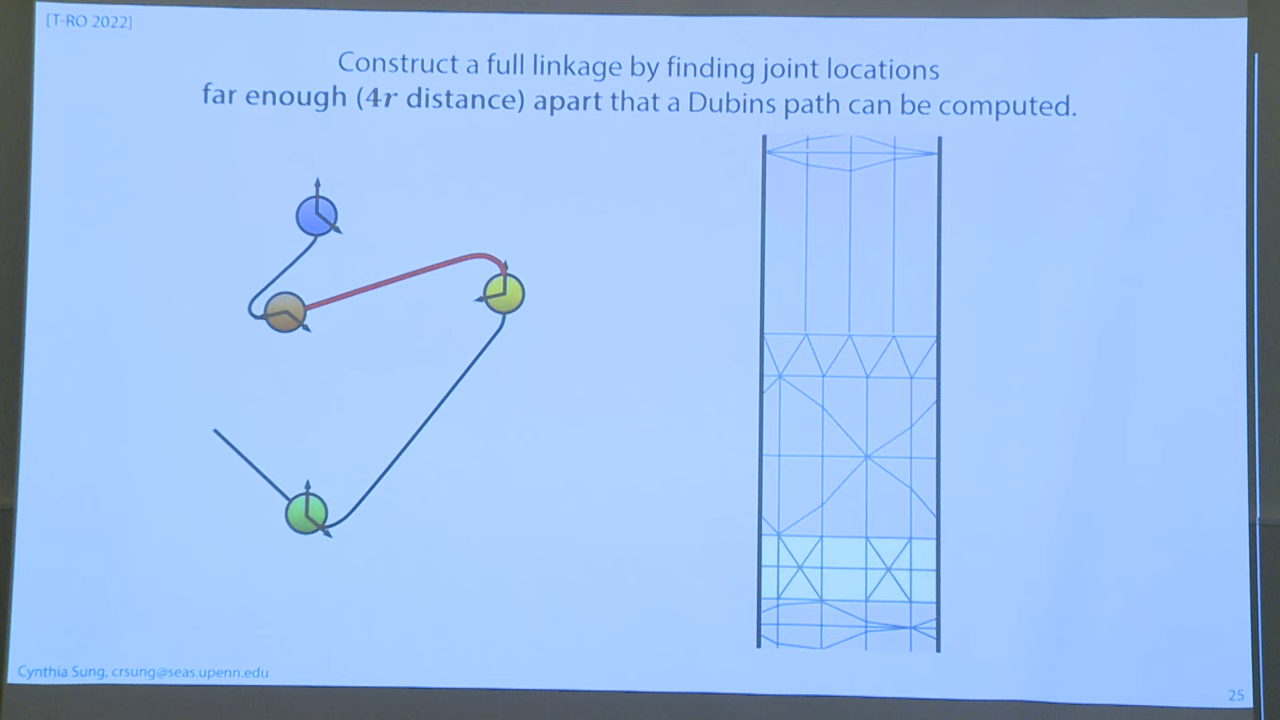 [T-RO 2022]
Construct a full linkage by finding joint locations
far enough (4r distance) apart that a Dubins path can be computed.
Cynthia Sung, crsung@seas.upenn.edu
25